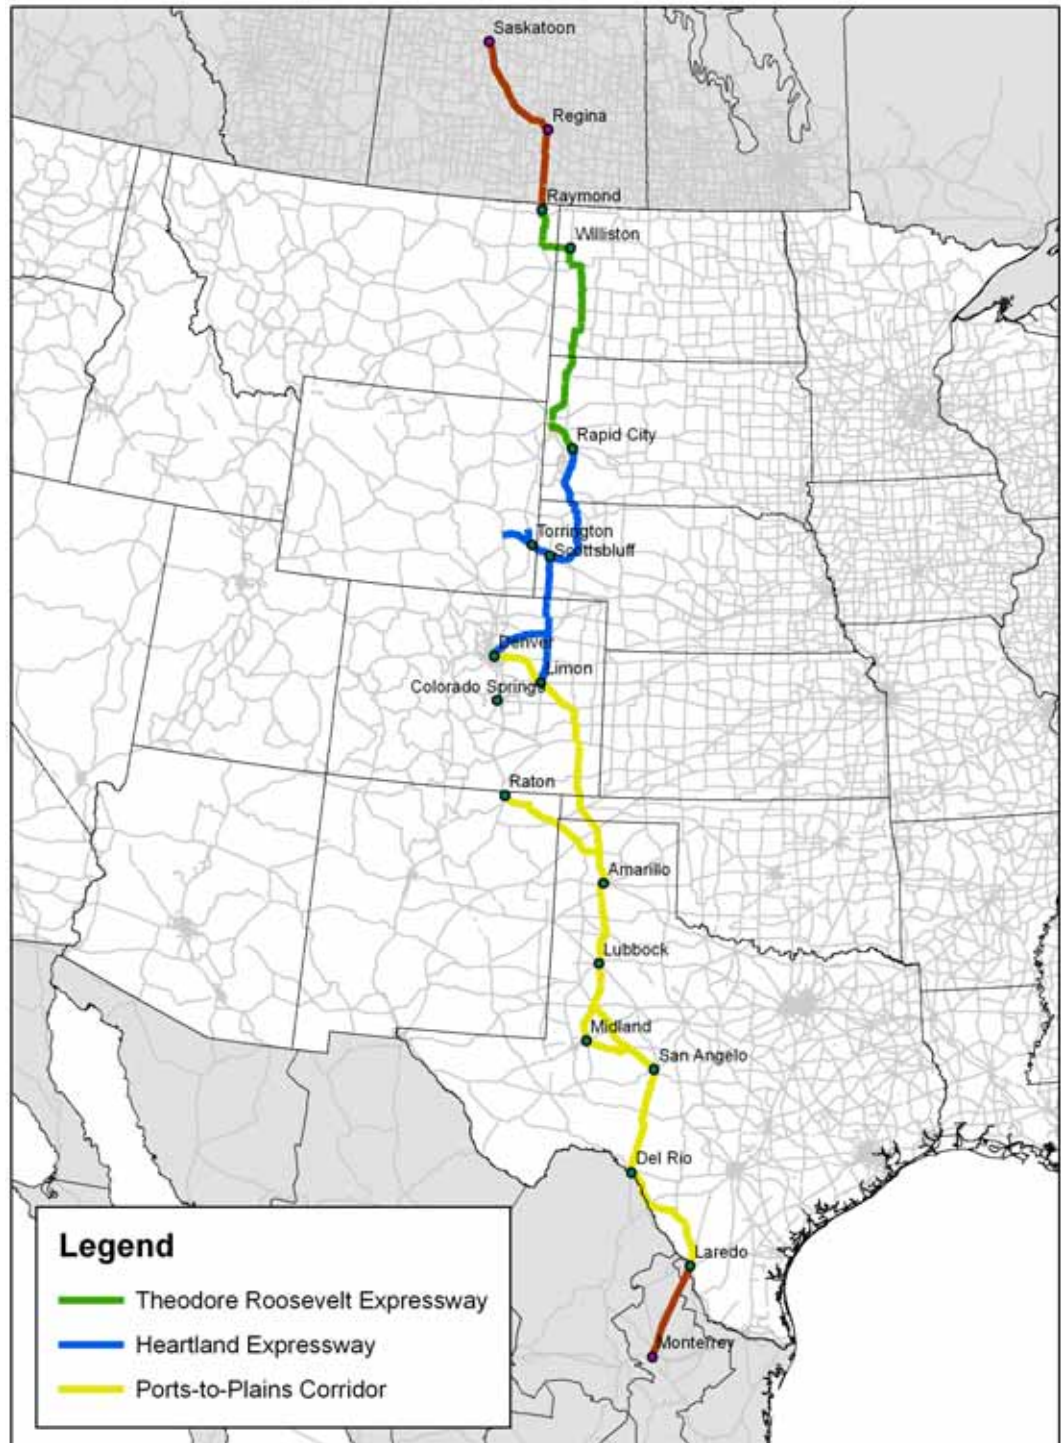 Saskatoon
Regina
Raymond
Williston
Rapid City
Torrington
Scottsbluff
Denver
Limon
Colorado Springs
Raton
Amarillo
Lubbock
Midland
San Angelo
Del Rio
Laredo
Monterrey
Legend
Theodore Roosevelt Expressway
Heartland Expressway
Ports-to-Plains Corridor